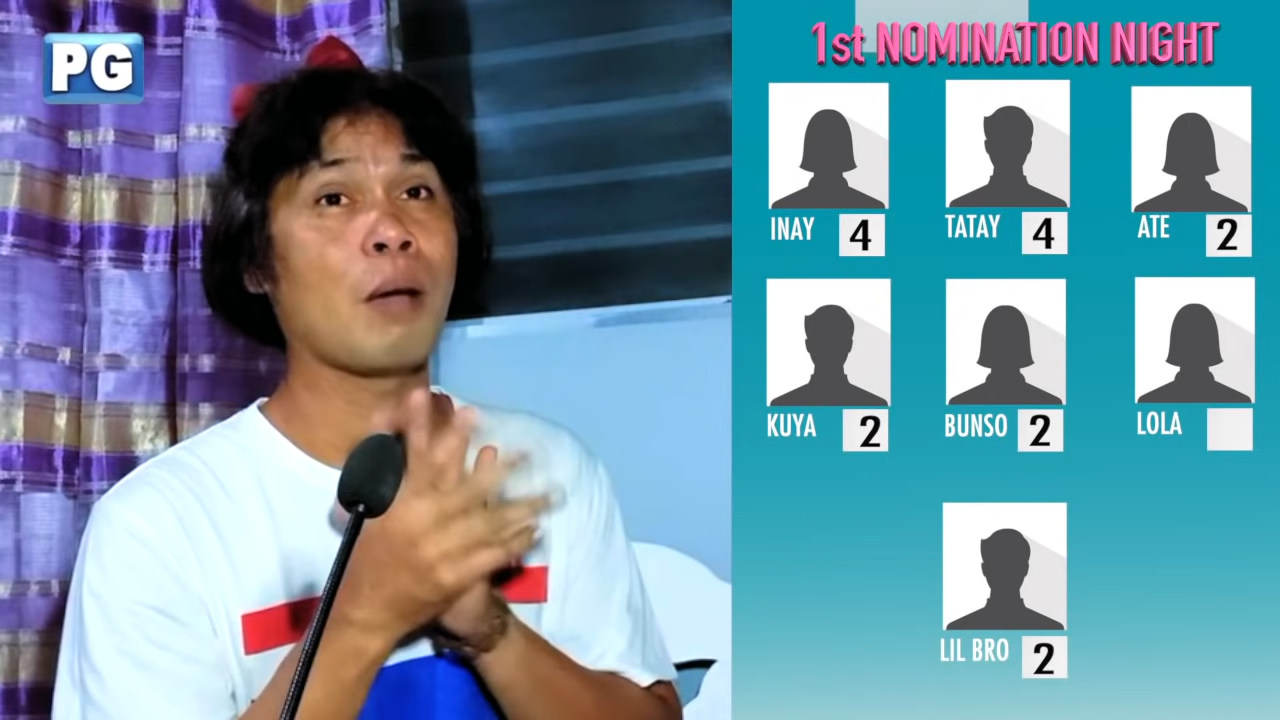 PG
1st NOMINATION NIGHT
INAY 4
TATAY 4
ATE 2
KUYA 2
BUNSO 2
LOLA
LIL BRO 2